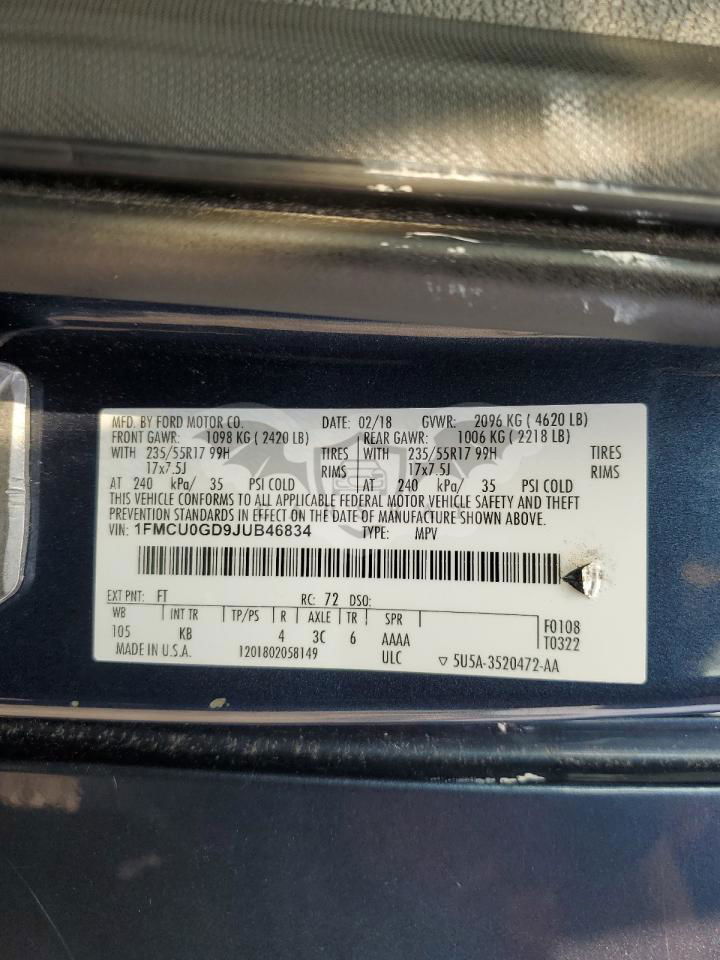 MFD. BY FORD MOTOR CO. DATE: 02/18 GVWR: 2096 KG ( 4620 LB)
FRONT GAWR: 1098 KG ( 2420 LB) REAR GAWR: 1006 KG ( 2218 LB)
WITH 235/55R17 99H TIRES WITH 235/55R17 99H TIRES
17x7.5J RIMS 17x7.5J RIMS
AT 240 kPa/ 35 PSI COLD AT 240 kPa/ 35 PSI COLD
THIS VEHICLE CONFORMS TO ALL APPLICABLE FEDERAL MOTOR VEHICLE SAFETY AND THEFT
PREVENTION STANDARDS IN EFFECT ON THE DATE OF MANUFACTURE SHOWN ABOVE.
VIN: 1FMCU0GD9JUB46834 TYPE: MPV
EXT PNT: FT RC: 72 DSO:
WB INT TR TP/PS R AXLE TR SPR F0108
105 KB 4 3C 6 AAAA T0322
MADE IN U.S.A. 1201802058149 ULC ▽ 5U5A-3520472-AA